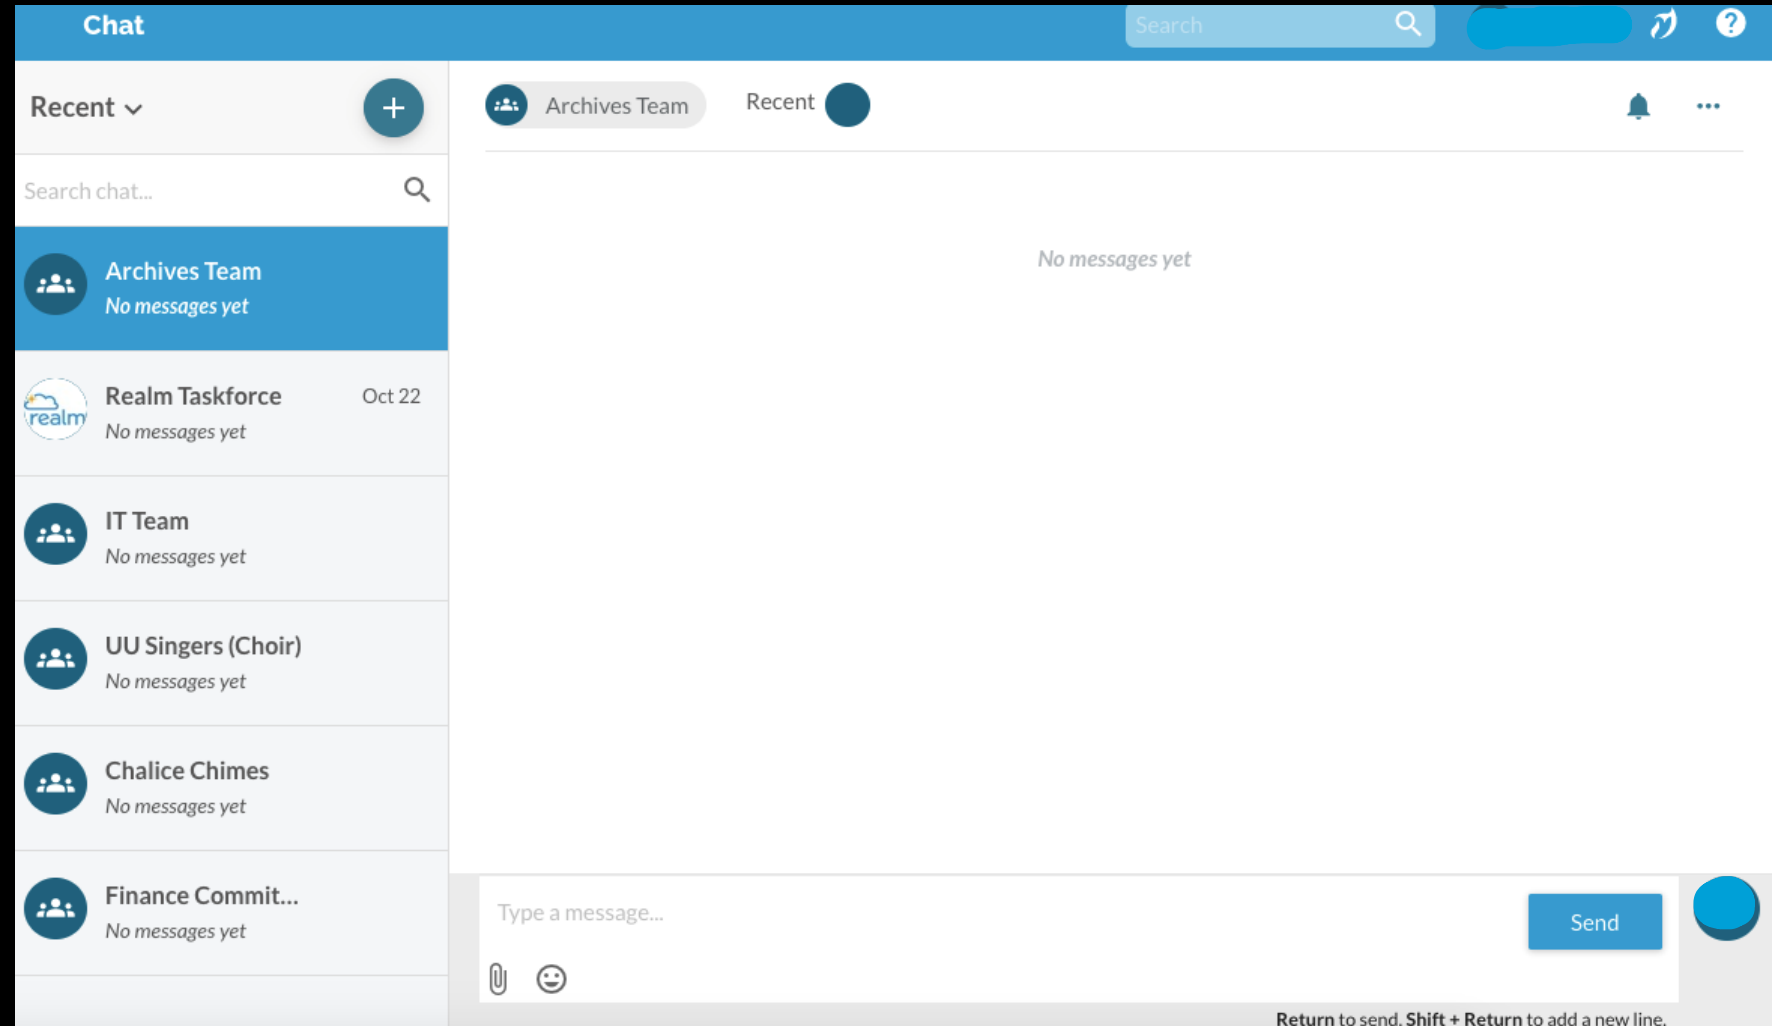 Chat
Search
?
Recent
+
Search chat...
Archives Team
No messages yet
realm
Realm Taskforce
Oct 22
No messages yet
IT Team
No messages yet
UU Singers (Choir)
No messages yet
Chalice Chimes
No messages yet
Finance Commit...
No messages yet
Archives Team
Recent
No messages yet
Type a message...
Send
Return to send, Shift + Return to add a new line.